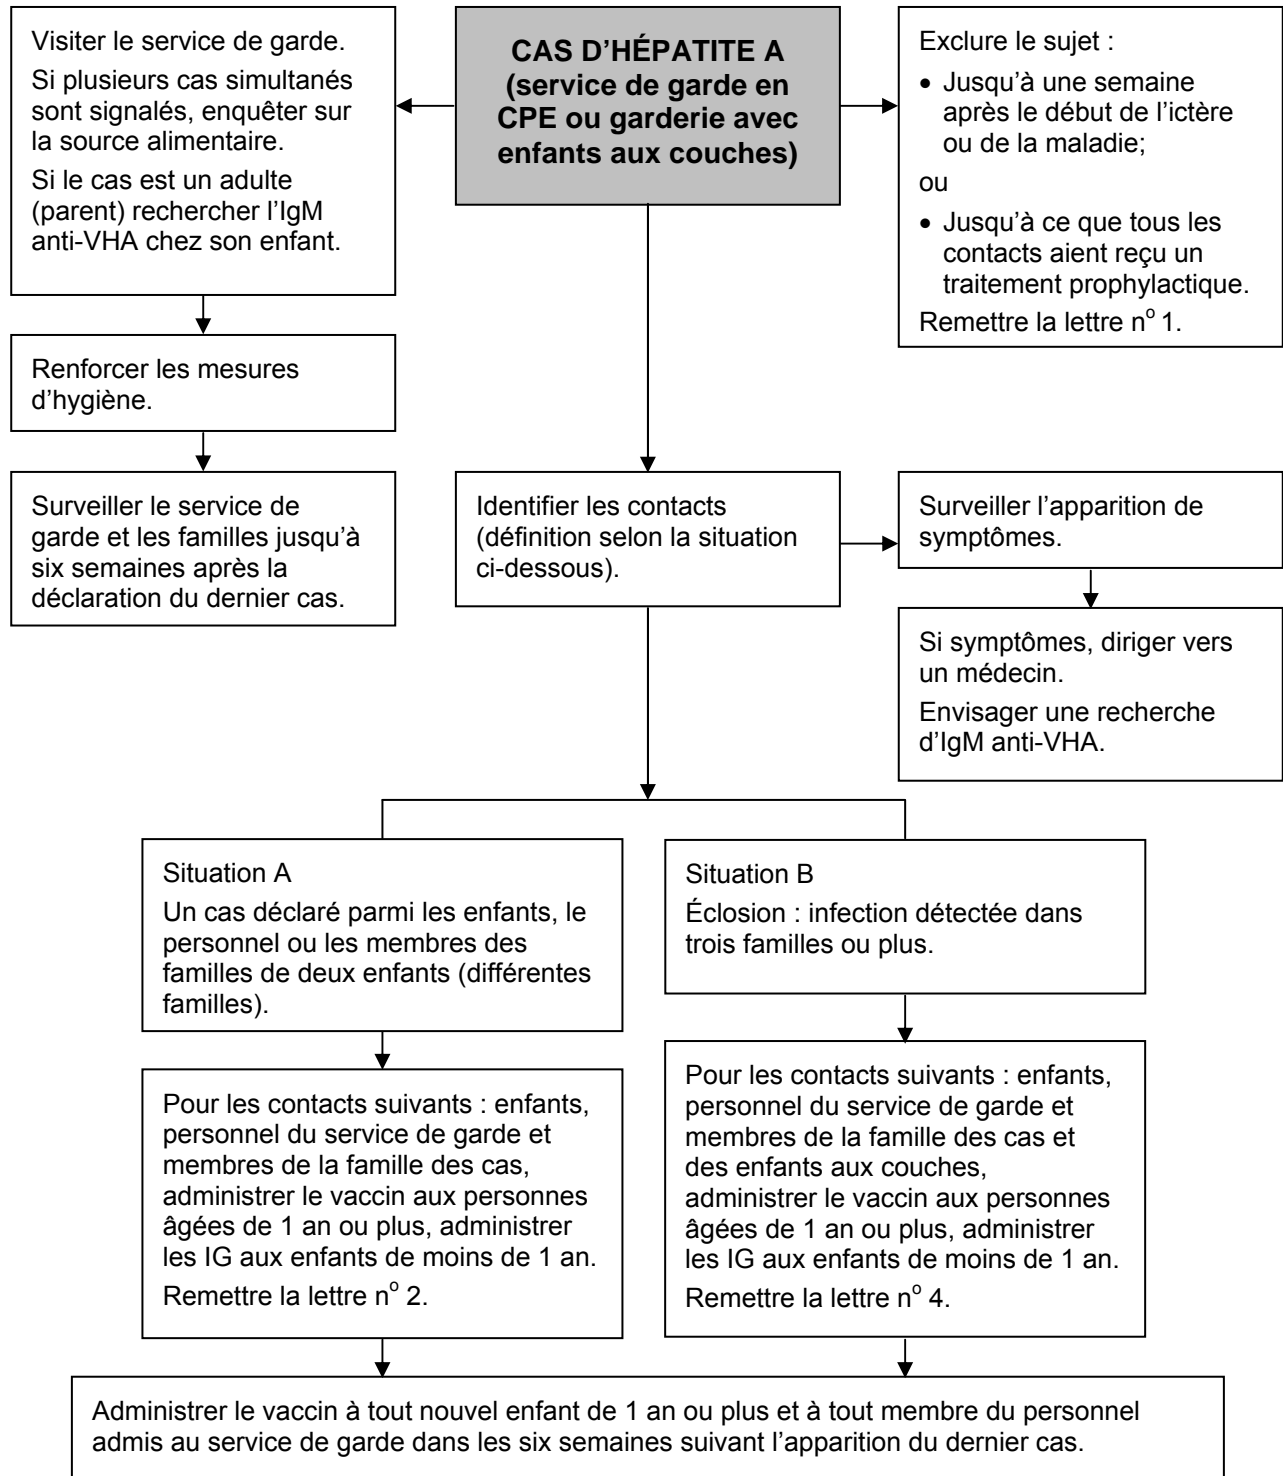 Visiter le service de garde.
Si plusieurs cas simultanés
sont signalés, enquêter sur
la source alimentaire.
Si le cas est un adulte
(parent) rechercher l’IgM
anti-VHA chez son enfant.
CAS D’HÉPATITE A
(service de garde en
CPE ou garderie avec
enfants aux couches)
Exclure le sujet :
• Jusqu’à une semaine
après le début de l’ictère
ou de la maladie;
ou
• Jusqu’à ce que tous les
contacts aient reçu un
traitement prophylactique.
Remettre la lettre nº 1.
Renforcer les mesures
d’hygiène.
Surveiller le service de
garde et les familles jusqu’à
six semaines après la
déclaration du dernier cas.
Identifier les contacts
(définition selon la situation
ci-dessous).
Surveiller l’apparition de
symptômes.
Si symptômes, diriger vers
un médecin.
Envisager une recherche
d’IgM anti-VHA.
Situation A
Un cas déclaré parmi les enfants, le
personnel ou les membres des
familles de deux enfants (différentes
familles).
Situation B
Éclosion : infection détectée dans
trois familles ou plus.
Pour les contacts suivants : enfants,
personnel du service de garde et
membres de la famille des cas,
administrer le vaccin aux personnes
âgées de 1 an ou plus, administrer
les IG aux enfants de moins de 1 an.
Remettre la lettre nº 2.
Pour les contacts suivants : enfants,
personnel du service de garde et
membres de la famille des cas et
des enfants aux couches,
administrer le vaccin aux personnes
âgées de 1 an ou plus, administrer
les IG aux enfants de moins de 1 an.
Remettre la lettre nº 4.
Administrer le vaccin à tout nouvel enfant de 1 an ou plus et à tout membre du personnel
admis au service de garde dans les six semaines suivant l’apparition du dernier cas.